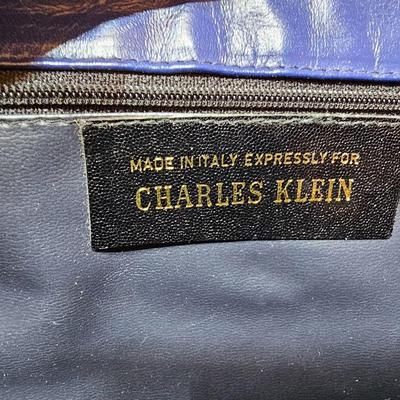 MADE IN ITALY EXPRESSLY FOR
CHARLES KLEIN